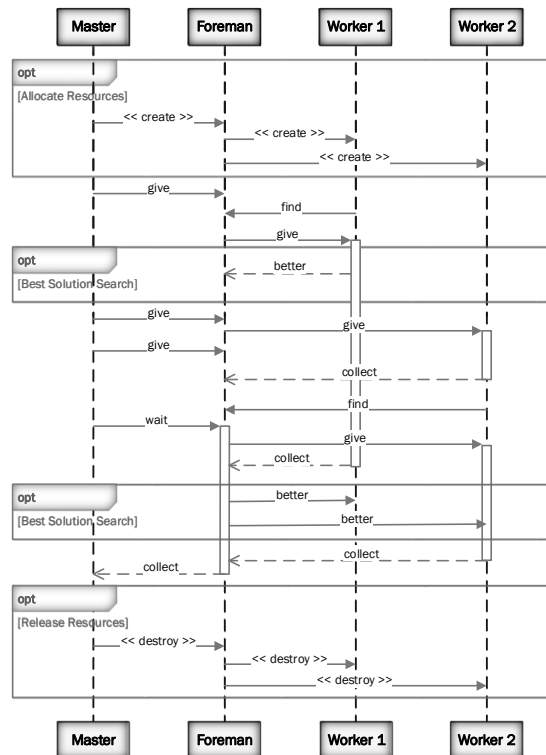 Master Foreman Worker 1 Worker 2
opt
[Allocate Resources]
<< create >>
<< create >>
<< create >>
give
find
give
opt
better
[Best Solution Search]
give
give
give
collect
find
wait
give
collect
opt
better
[Best Solution Search]
better
collect
collect
opt
[Release Resources]
<< destroy >>
<< destroy >>
<< destroy >>
Master Foreman Worker 1 Worker 2